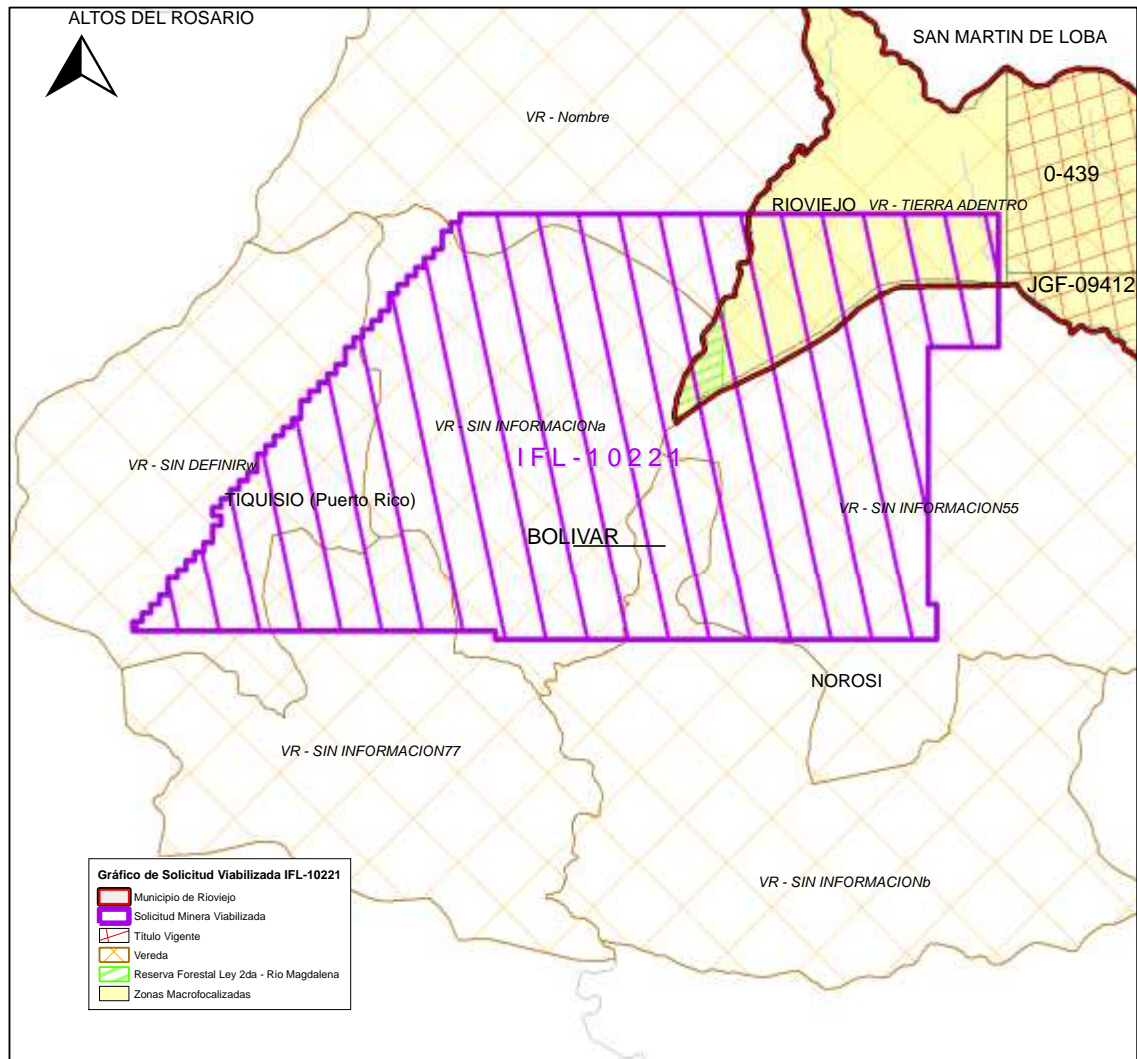 ALTOS DEL ROSARIO
SAN MARTIN DE LOBA
VR - Nombre
0-439
RIOVIEJO
VR - TIERRA ADENTRO
JGF-09412
VR - SIN INFORMACIONa
IFL-10221
VR - SIN DEFINIRw
TIQUISIO (Puerto Rico)
VR - SIN INFORMACION55
BOLIVAR
NOROSI
VR - SIN INFORMACION77
VR - SIN INFORMACIONb
Gráfico de Solicitud Viabilizada IFL-10221
Municipio de Rioviejo
Solicitud Minera Viabilizada
Título Vigente
Vereda
Reserva Forestal Ley 2da - Rio Magdalena
Zonas Macrofocalizadas